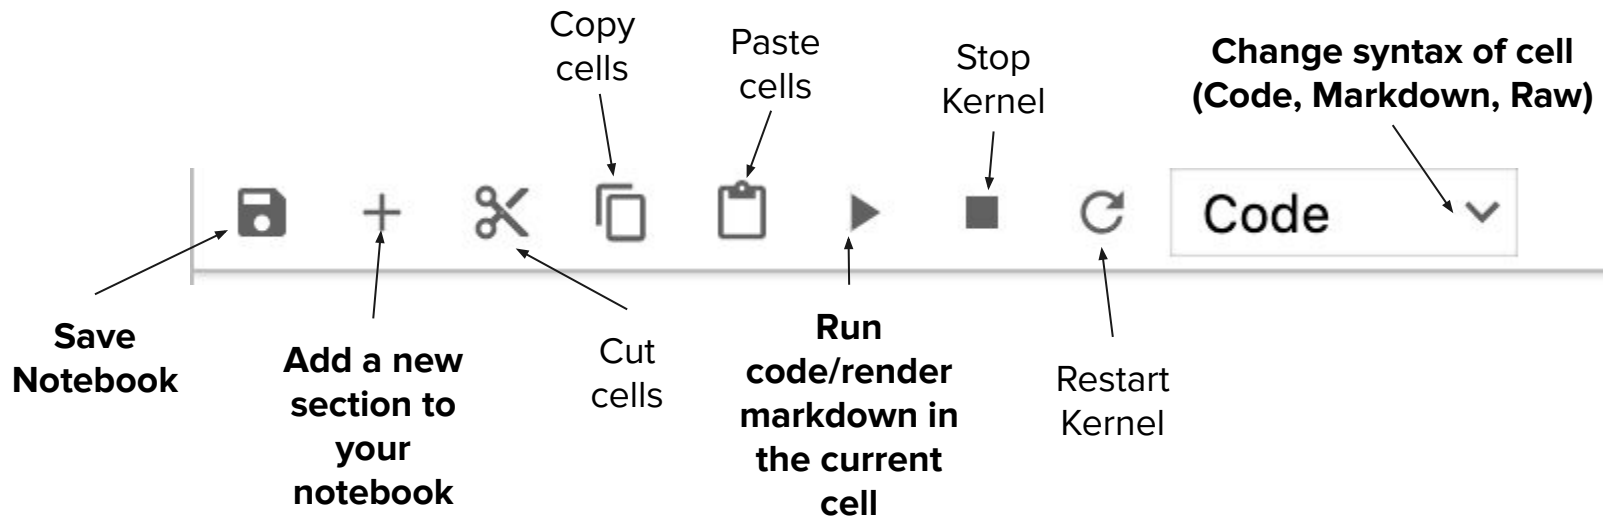 Copy
cells
Paste
cells
Stop
Kernel
Change syntax of cell
(Code, Markdown, Raw)
Code
Save
Notebook
Add a new
section to
your
notebook
Cut
cells
Run
code/render
markdown in
the current
cell
Restart
Kernel